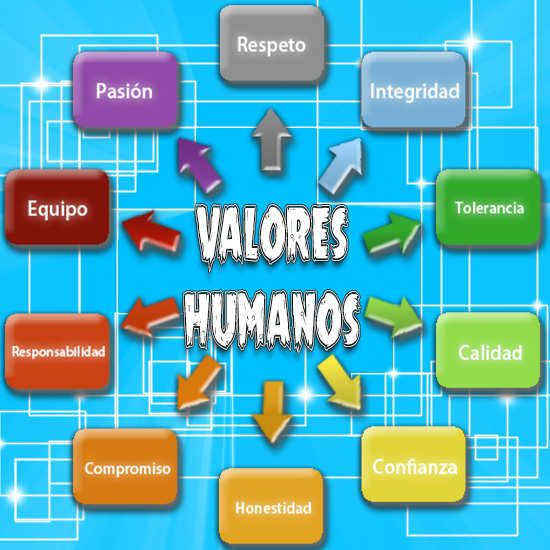 Respeto
Pasión
Integridad
Equipo
VALORES
Tolerancia
HUMANOS
Responsabilidad
Calidad
Compromiso
Confianza
Honestidad